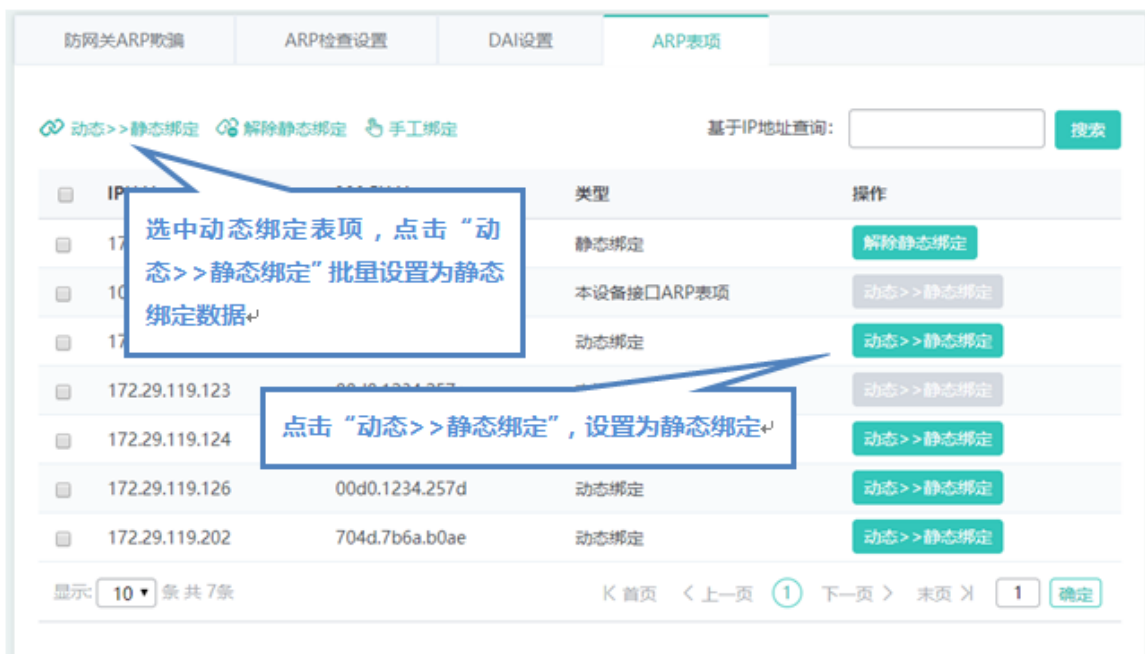 防网关ARP欺骗 ARP检查设置 DAI设置 ARP表项
动态>>静态绑定 解除静态绑定 手工绑定 基于IP地址查询: 搜索
类型 操作
选中动态绑定表项，点击“动
态>>静态绑定”批量设置为静态
绑定数据↵
静态绑定 解除静态绑定
本设备接口ARP表项 动态>>静态绑定
动态绑定 动态>>静态绑定
172.29.119.123 动态>>静态绑定
点击“动态>>静态绑定”,设置为静态绑定↵
172.29.119.124 动态>>静态绑定
172.29.119.126 00d0.1234.257d 动态绑定 动态>>静态绑定
172.29.119.202 704d.7b6a.b0ae 动态绑定 动态>>静态绑定
显示: 10 条 共 7条 首页 上一页 1 下一页 末页 1 确定